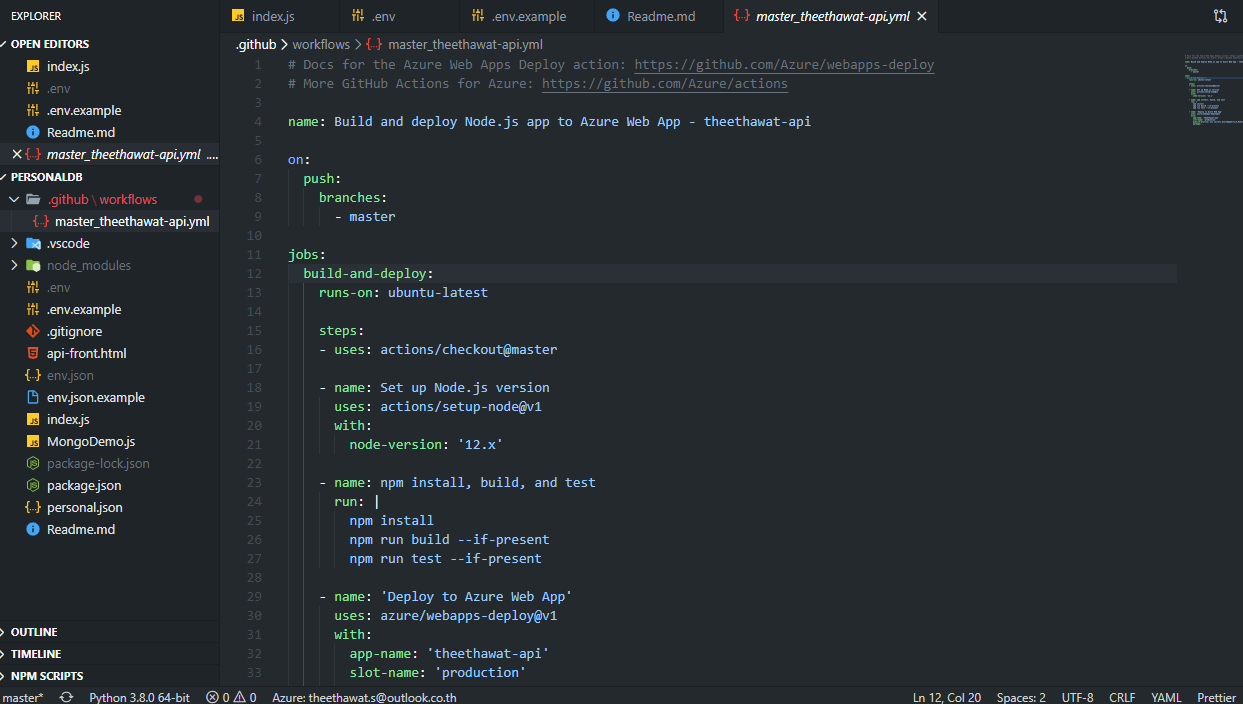 EXPLORER
OPEN EDITORS
index.js
.env
.env.example
Readme.md
master_theethawat-api.yml ....
PERSONALDB
.github \ workflows
master_theethawat-api.yml
.vscode
node_modules
.env
.env.example
.gitignore
api-front.html
env.json
env.json.example
index.js
MongoDemo.js
package-lock.json
package.json
personal.json
Readme.md
OUTLINE
TIMELINE
NPM SCRIPTS
index.js .env .env.example Readme.md master_theethawat-api.yml
.github > workflows > master_theethawat-api.yml
1 # Docs for the Azure Web Apps Deploy action: https://github.com/Azure/webapps-deploy
2 # More GitHub Actions for Azure: https://github.com/Azure/actions
3
4 name: Build and deploy Node.js app to Azure Web App - theethawat-api
5
6 on:
7 push:
8 branches:
9 - master
10
11 jobs:
12 build-and-deploy:
13 runs-on: ubuntu-latest
14
15 steps:
16 - uses: actions/checkout@master
17
18 - name: Set up Node.js version
19 uses: actions/setup-node@v1
20 with:
21 node-version: '12.x'
22
23 - name: npm install, build, and test
24 run: |
25 npm install
26 npm run build --if-present
27 npm run test --if-present
28
29 - name: 'Deploy to Azure Web App'
30 uses: azure/webapps-deploy@v1
31 with:
32 app-name: 'theethawat-api'
33 slot-name: 'production'
master* Python 3.8.0 64-bit 0 0 Azure: theethawat.s@outlook.co.th Ln 12, Col 20 Spaces: 2 UTF-8 CRLF YAML Prettier